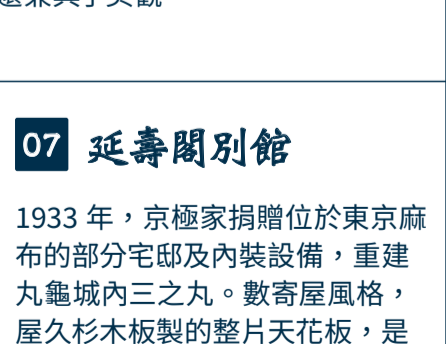 07 延壽閣別館
1933 年，京極家捐贈位於東京麻
布的部分宅邸及內裝設備，重建
丸龜城內三之丸。數寄屋風格，
屋久杉木板製的整片天花板，是